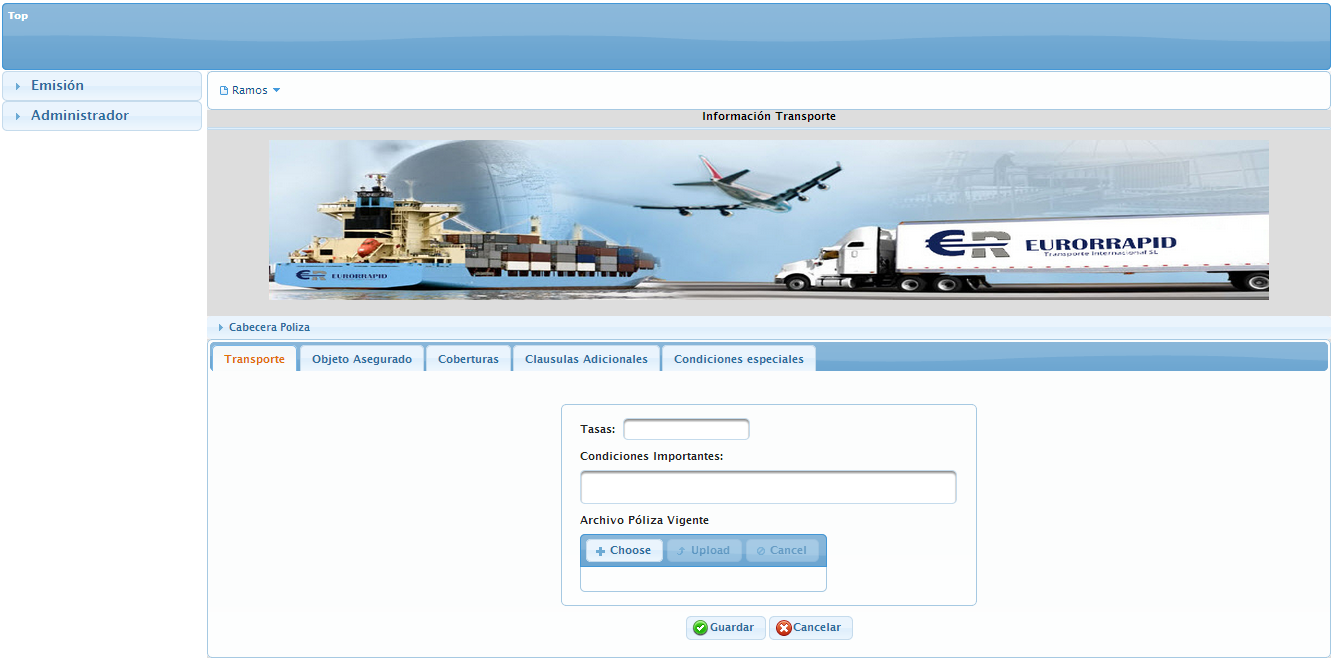 Top
Emisión
Administrador
Ramos
Información Transporte
EURORRAPID
ER EURORRAPID
Transporte Internacional SL
Cabecera Poliza
Transporte
Objeto Asegurado
Coberturas
Clausulas Adicionales
Condiciones especiales
Tasas:
Condiciones Importantes:
Archivo Póliza Vigente
Choose
Upload
Cancel
Guardar
Cancelar